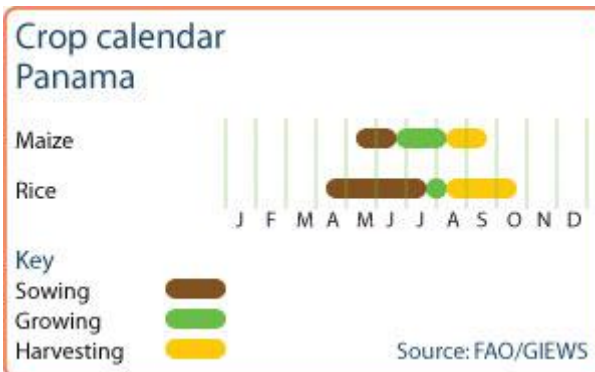 Crop calendar
Panama
Maize
Rice
J F M A M J J A S O N D
Key
Sowing
Growing
Harvesting
Source: FAO/GIEWS